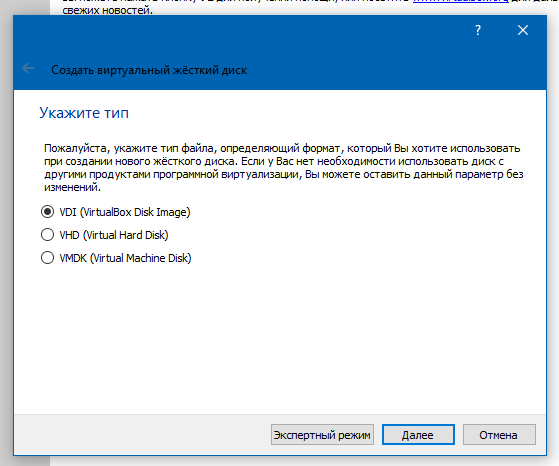 свежих новостей.
?
Создать виртуальный жёсткий диск
Укажите тип
Пожалуйста, укажите тип файла, определяющий формат, который Вы хотите использовать
при создании нового жёсткого диска. Если у Вас нет необходимости использовать диск с
другими продуктами программной виртуализации, Вы можете оставить данный параметр без
изменений.
VDI (VirtualBox Disk Image)
VHD (Virtual Hard Disk)
VMDK (Virtual Machine Disk)
Экспертный режим
Далее
Отмена